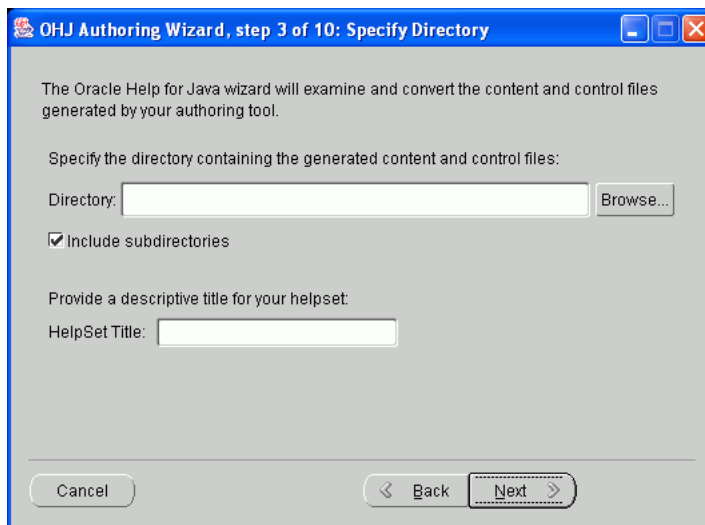 OHJ Authoring Wizard, step 3 of 10: Specify Directory
The Oracle Help for Java wizard will examine and convert the content and control files
generated by your authoring tool.
Specify the directory containing the generated content and control files:
Directory: Browse...
Include subdirectories
Provide a descriptive title for your helpset:
HelpSet Title:
Cancel Back Next